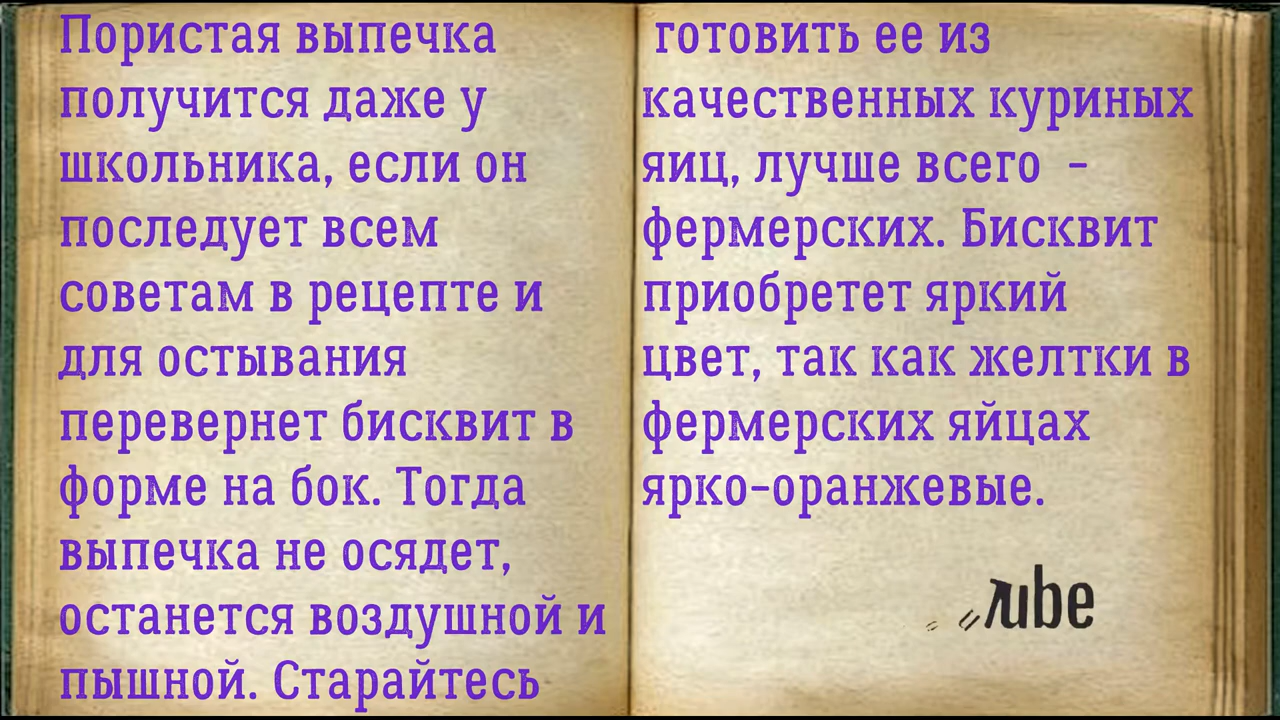 Пористая выпечка
получится даже у
школьника, если он
последует всем
советам в рецепте и
для остывания
перевернет бисквит в
форме на бок. Тогда
выпечка не осядет,
останется воздушной и
пышной. Старайтесь
готовить ее из
качественных куриных
яиц, лучше всего -
фермерских. Бисквит
приобретет яркий
цвет, так как желтки в
фермерских яйцах
ярко-оранжевые.